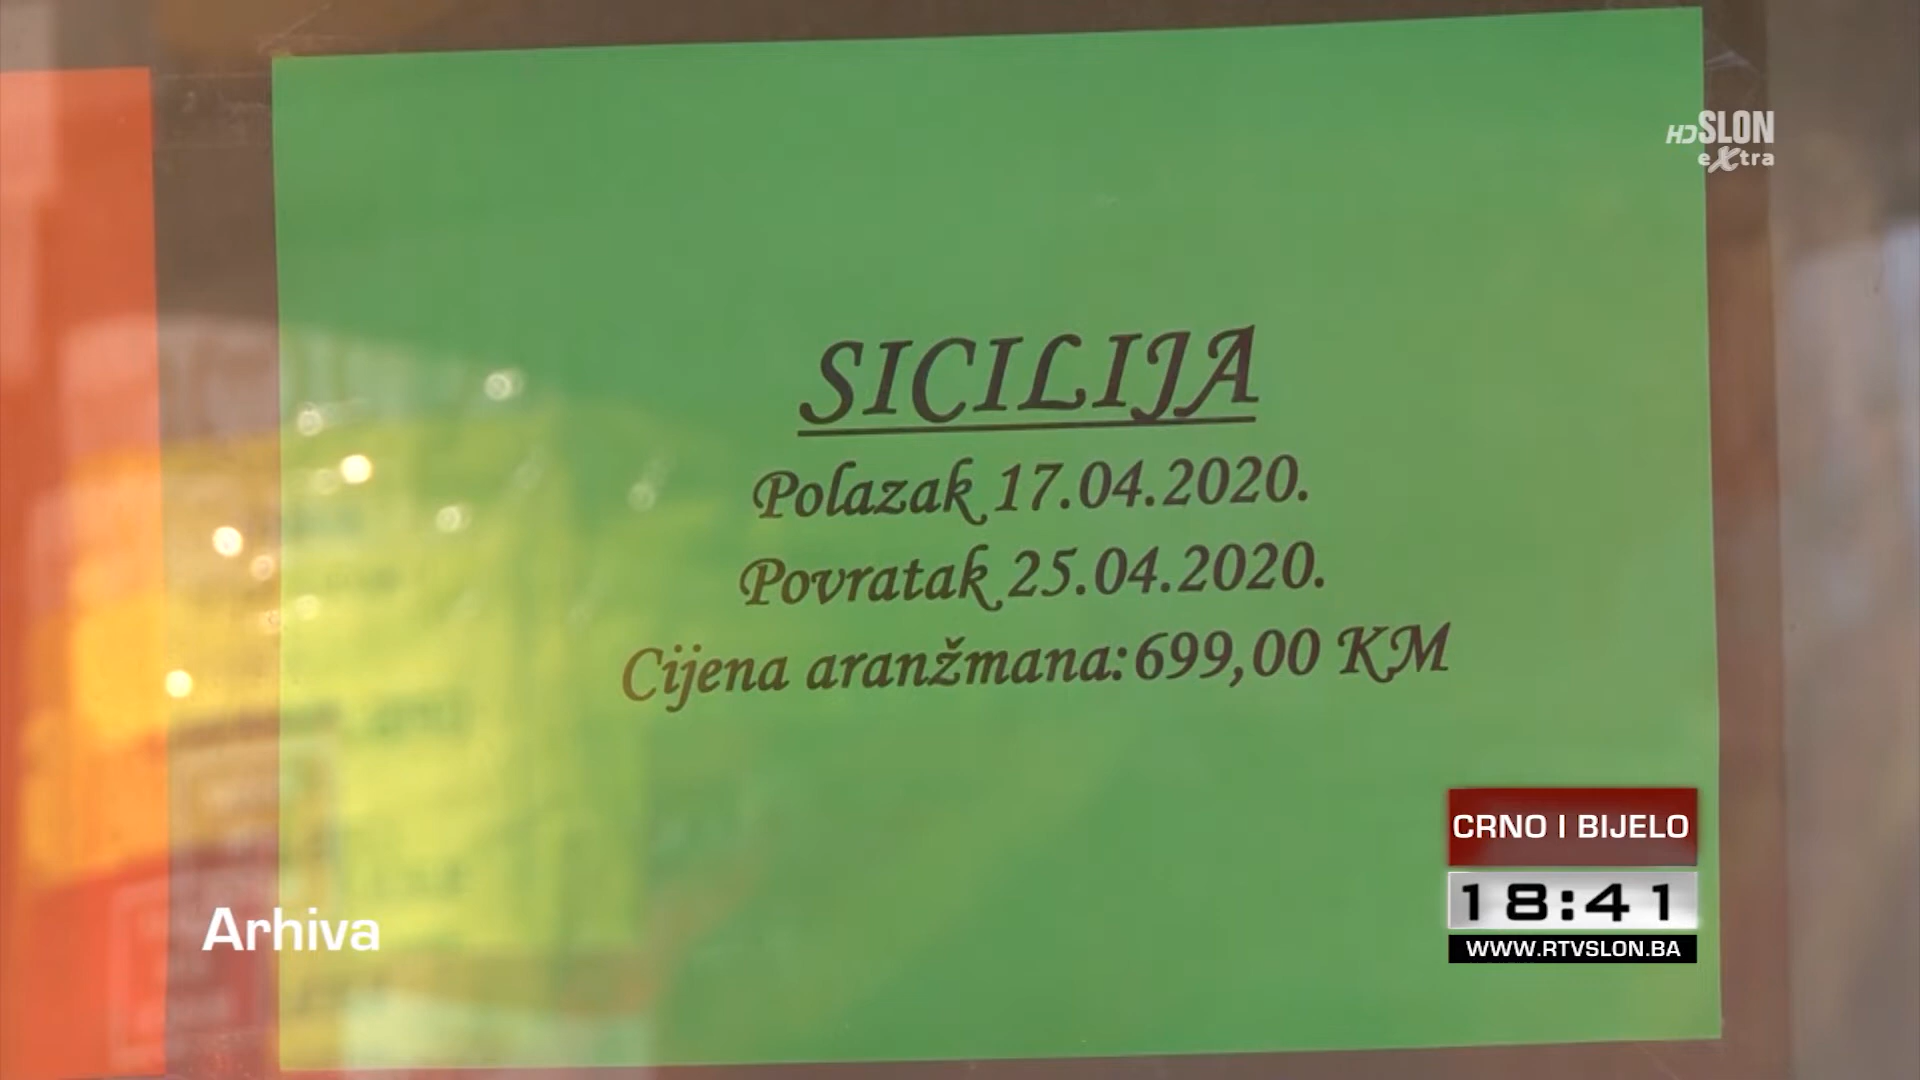 HD SLON
extra
SICILIJA
Polazak 17.04.2020.
Povratak 25.04.2020.
Cijena aranžmana:699,00 KM
CRNO I BIJELO
18:41
WWW.RTVSLON.BA
Arhiva